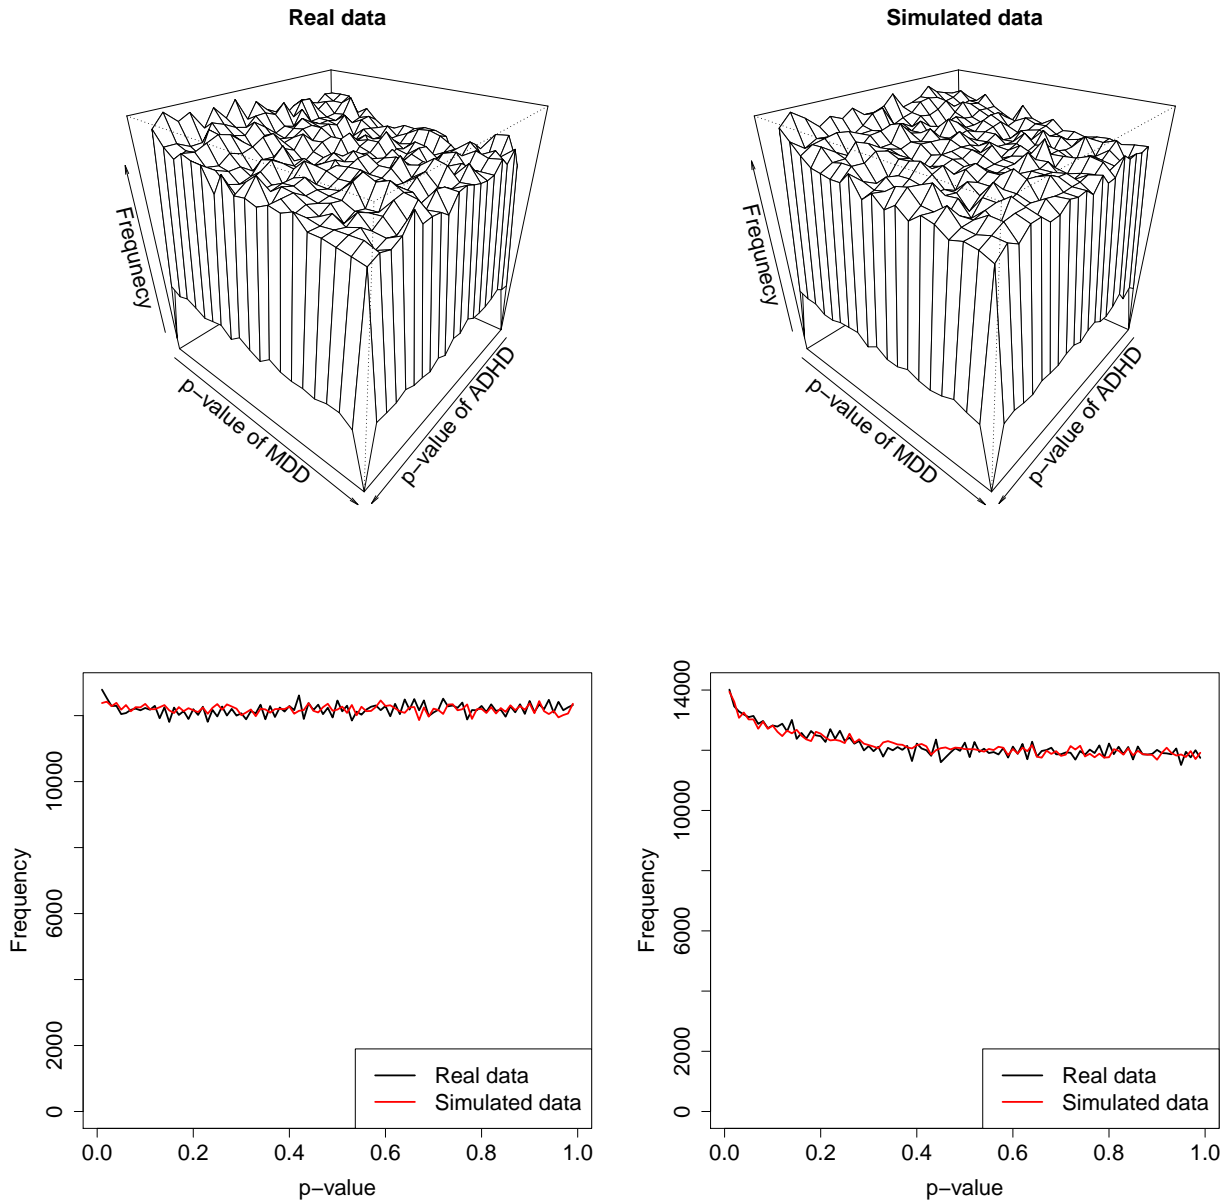 Real data
Simulated data
Frequnecy
p-value of MDD
p-value of ADHD
Frequnecy
p-value of MDD
p-value of ADHD
Frequency
10000
6000
2000
0
Real data
Simulated data
0.0 0.2 0.4 0.6 0.8 1.0
p-value
Frequency
14000
10000
6000
2000
0
Real data
Simulated data
0.0 0.2 0.4 0.6 0.8 1.0
p-value